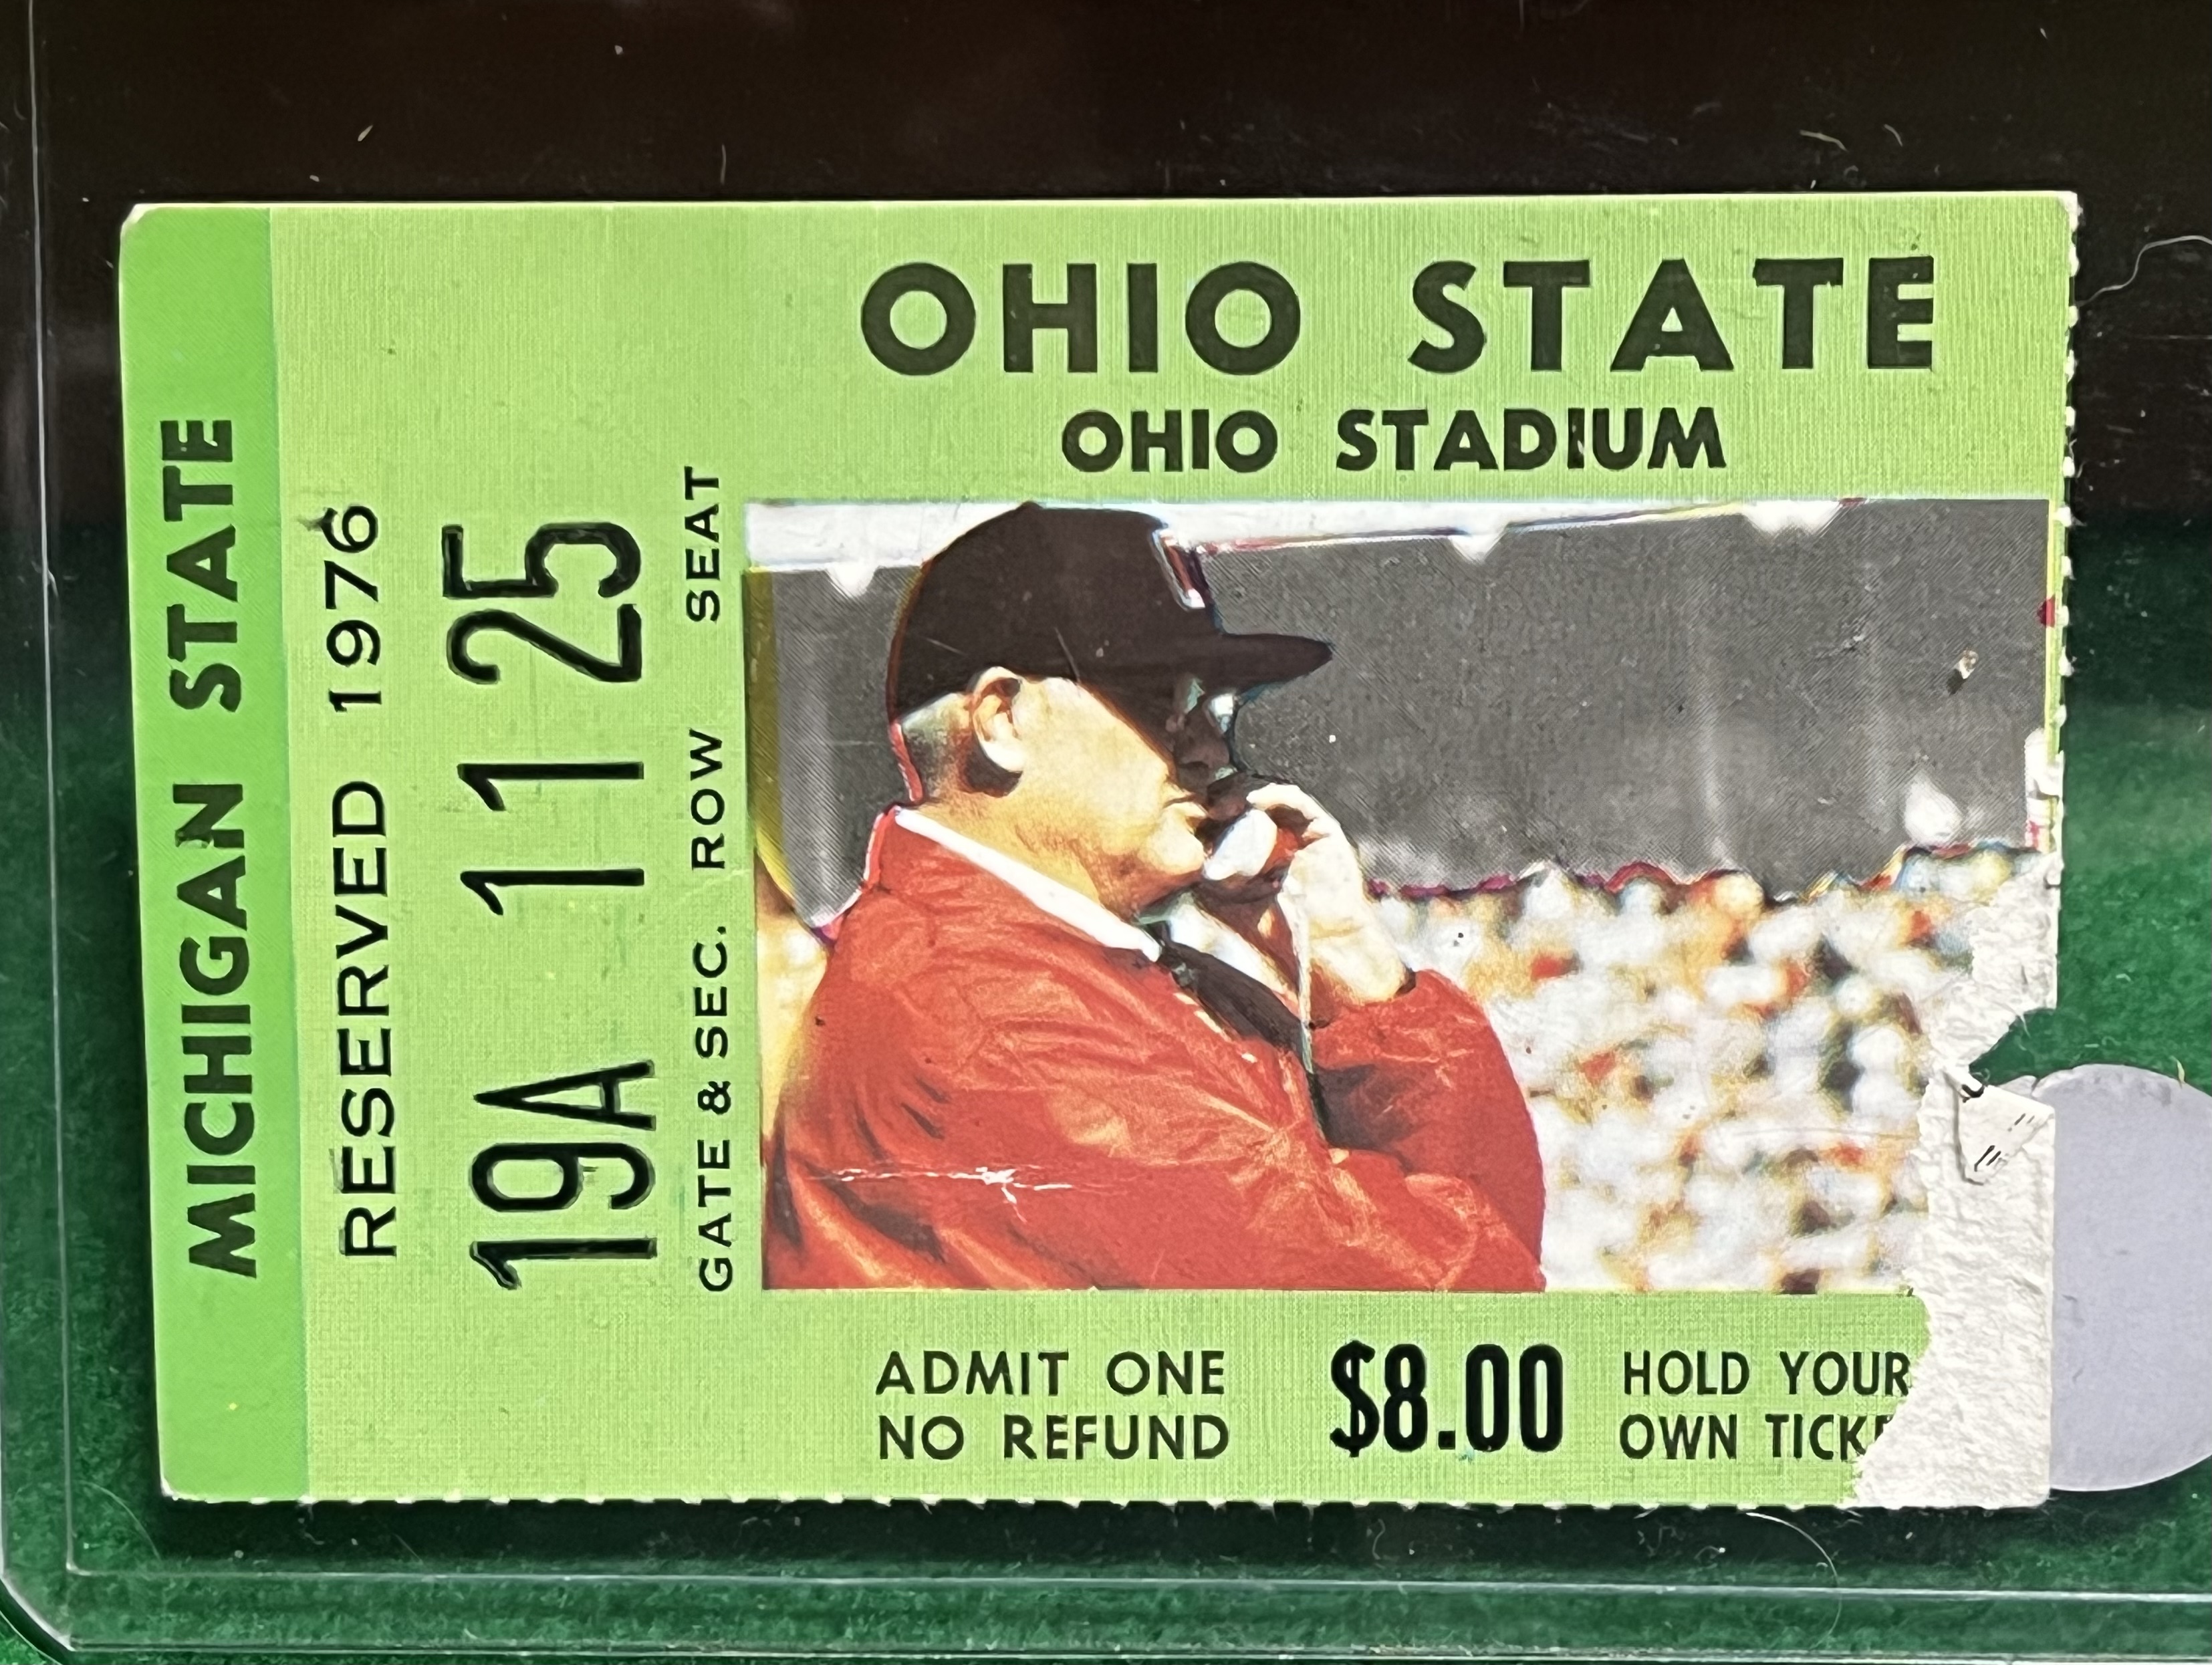 MICHIGAN STATE
RESERVED 1976
19A 11 25
GATE & SEC. ROW SEAT
OHIO STATE
OHIO STADIUM
ADMIT ONE
NO REFUND
$8.00
HOLD YOUR
OWN